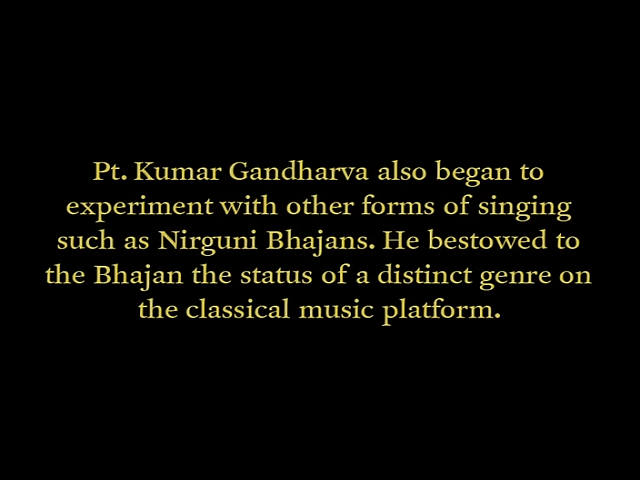 Pt. Kumar Gandharva also began to
experiment with other forms of singing
such as Nirguni Bhajans. He bestowed to
the Bhajan the status of a distinct genre on
the classical music platform.